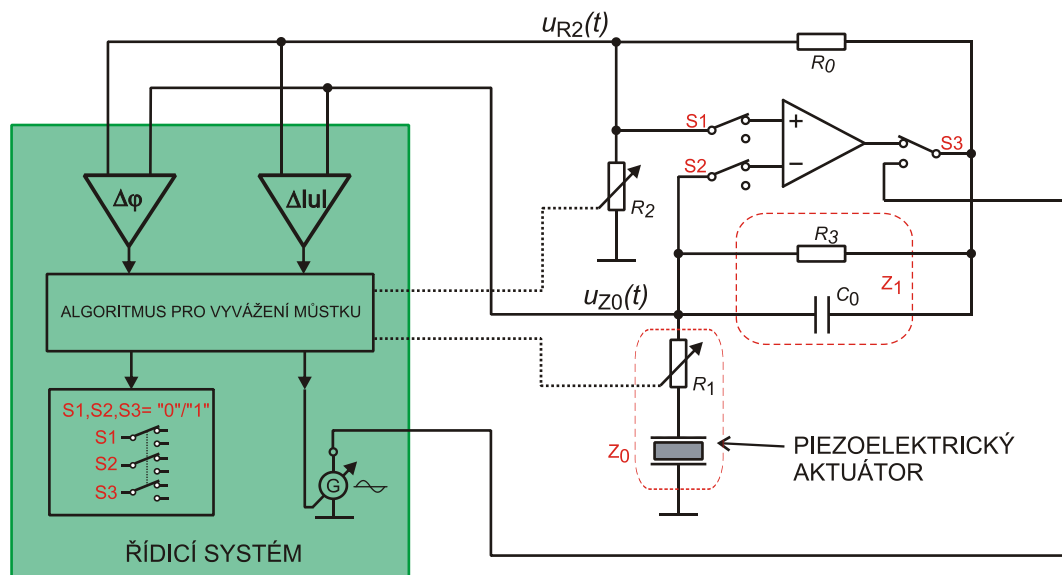 uR2(t)
R0
S1
+
S3
S2
−
Δφ
Δ|u|
R2
R3
Z1
ALGORITMUS PRO VYVÁŽENÍ MŮSTKU
uZ0(t)
C0
R1
S1,S2,S3= "0"/"1"
S1
S2
S3
G
Z0
PIEZOELEKTRICKÝ
AKTUÁTOR
ŘÍDICÍ SYSTÉM